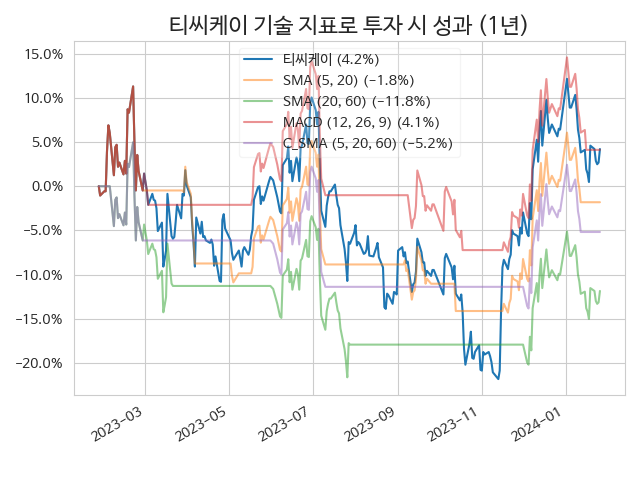 티씨케이 기술 지표로 투자 시 성과 (1년)
15.0%
10.0%
5.0%
0.0%
−5.0%
−10.0%
−15.0%
−20.0%
티씨케이 (4.2%)
SMA (5, 20) (−1.8%)
SMA (20, 60) (−11.8%)
MACD (12, 26, 9) (4.1%)
C_SMA (5, 20, 60) (−5.2%)
2023−03
2023−05
2023−07
2023−09
2023−11
2024−01